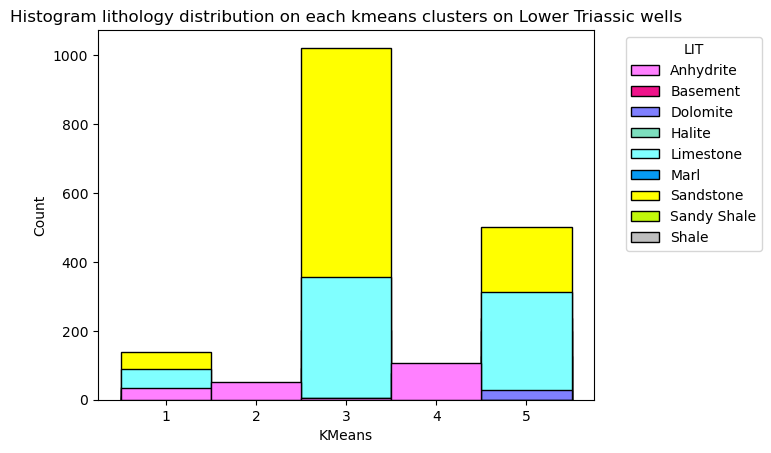 Histogram lithology distribution on each kmeans clusters on Lower Triassic wells
1000
800
600
400
200
0
Count
1 2 3 4 5
KMeans
LIT
Anhydrite
Basement
Dolomite
Halite
Limestone
Marl
Sandstone
Sandy Shale
Shale